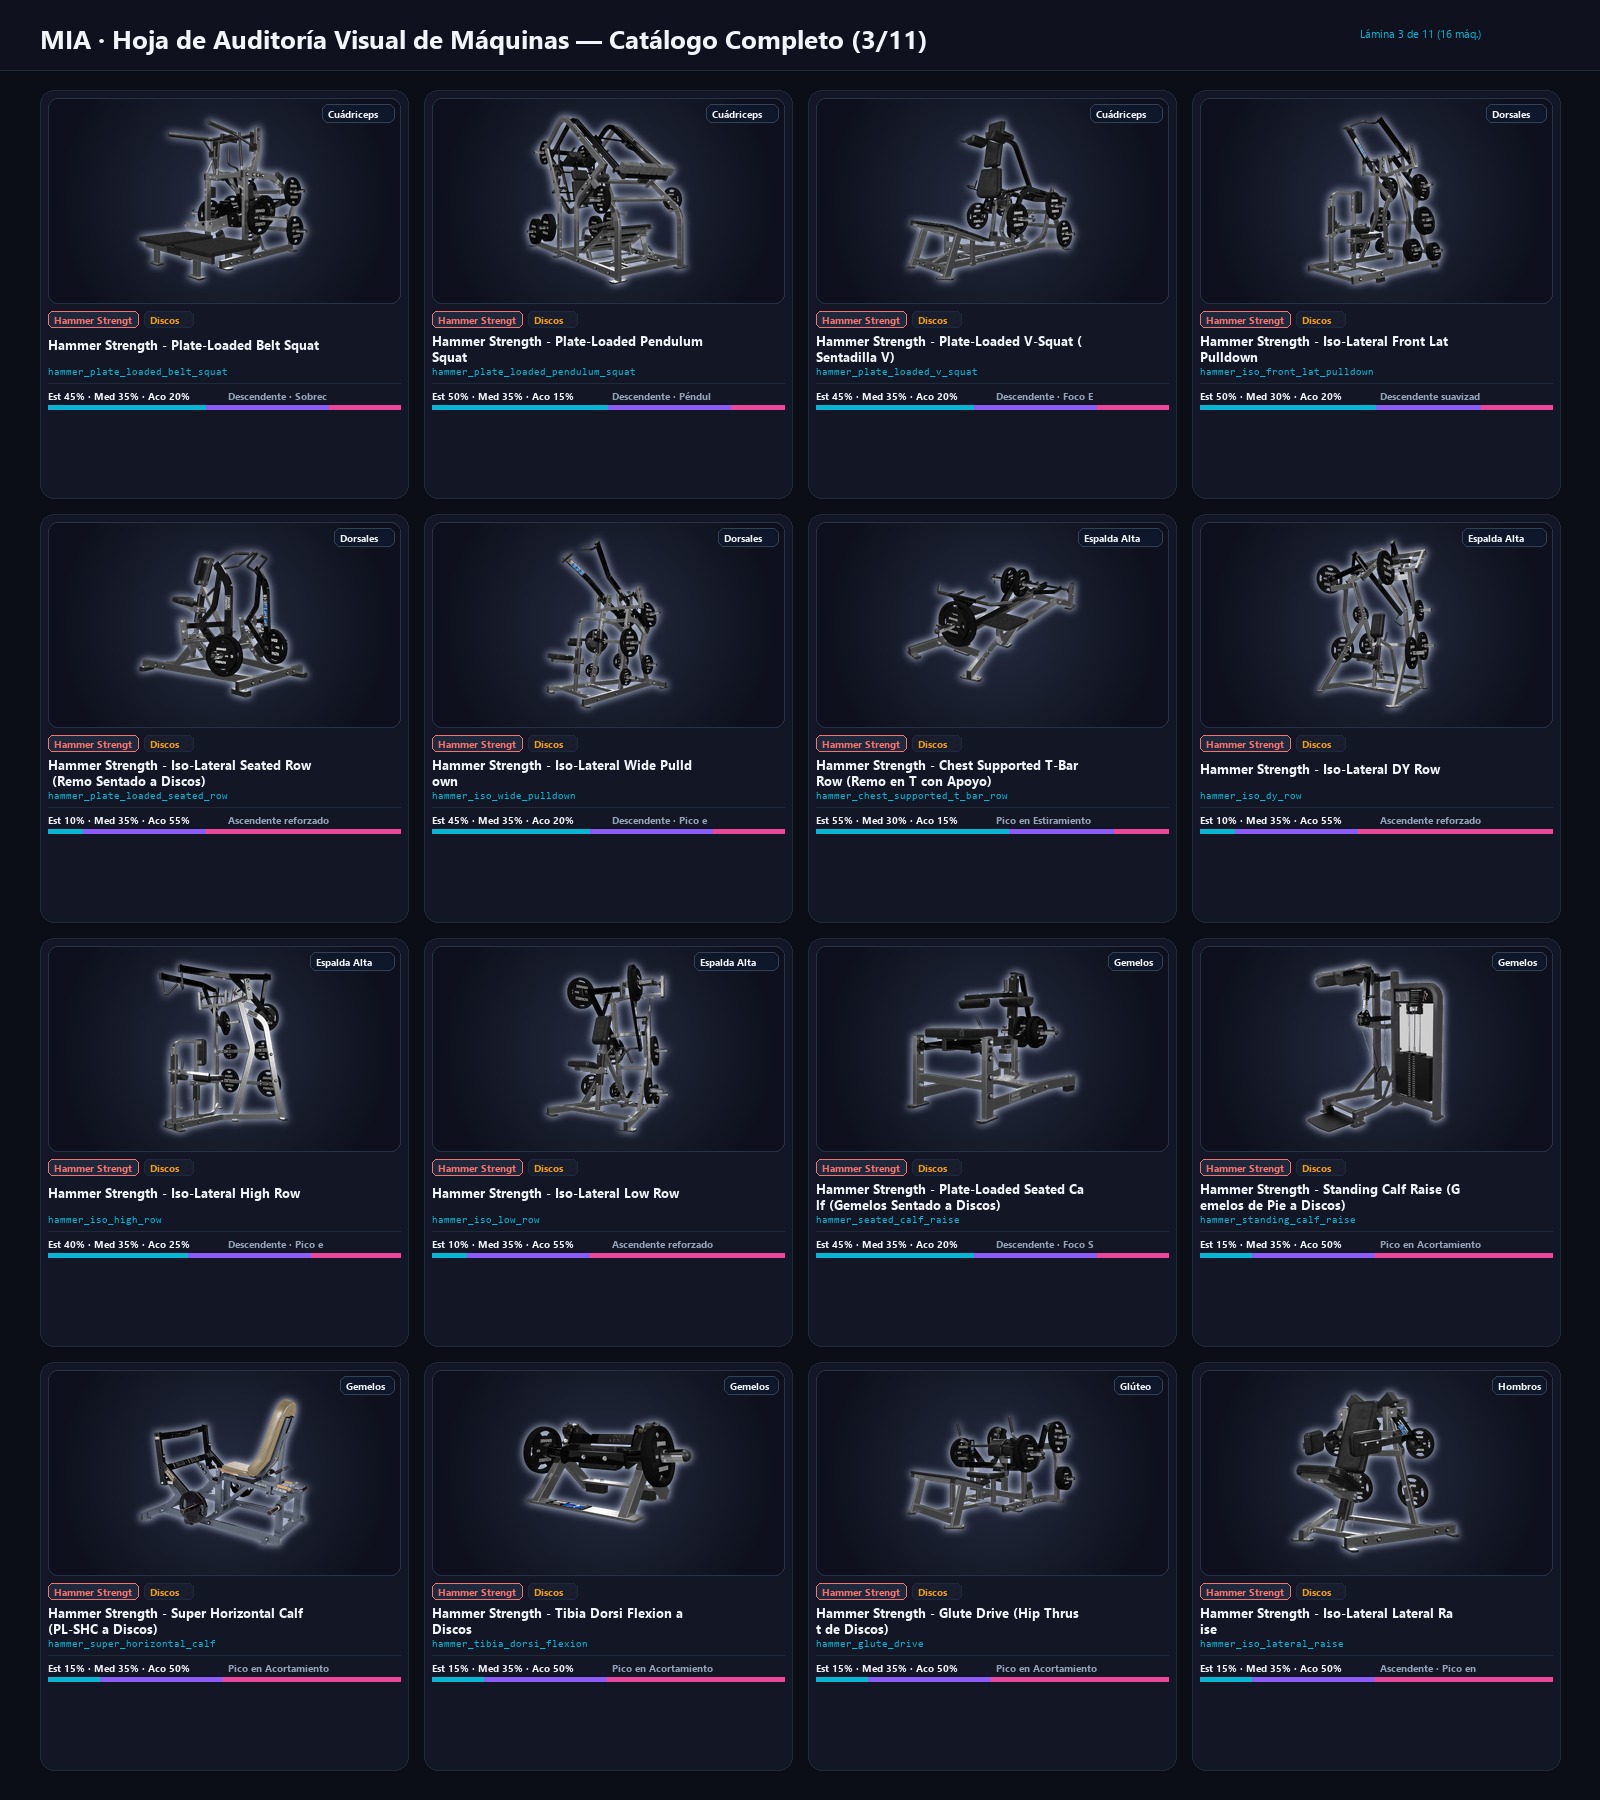 MIA · Hoja de Auditoría Visual de Máquinas — Catálogo Completo (3/11)
Lámina 3 de 11 (16 máq.)
Cuádriceps
Hammer Strengt
Discos
Hammer Strength - Plate-Loaded Belt Squat
hammer_plate_loaded_belt_squat
Est 45% · Med 35% · Aco 20%
Descendente · Sobrec
Cuádriceps
Hammer Strengt
Discos
Hammer Strength - Plate-Loaded Pendulum
Squat
hammer_plate_loaded_pendulum_squat
Est 50% · Med 35% · Aco 15%
Descendente · Péndul
Cuádriceps
Hammer Strengt
Discos
Hammer Strength - Plate-Loaded V-Squat (
Sentadilla V)
hammer_plate_loaded_v_squat
Est 45% · Med 35% · Aco 20%
Descendente · Foco E
Dorsales
Hammer Strengt
Discos
Hammer Strength - Iso-Lateral Front Lat
Pulldown
hammer_iso_front_lat_pulldown
Est 50% · Med 30% · Aco 20%
Descendente suavizad
Dorsales
Hammer Strengt
Discos
Hammer Strength - Iso-Lateral Seated Row
(Remo Sentado a Discos)
hammer_plate_loaded_seated_row
Est 10% · Med 35% · Aco 55%
Ascendente reforzado
Dorsales
Hammer Strengt
Discos
Hammer Strength - Iso-Lateral Wide Pulld
own
hammer_iso_wide_pulldown
Est 45% · Med 35% · Aco 20%
Descendente · Pico e
Espalda Alta
Hammer Strengt
Discos
Hammer Strength - Chest Supported T-Bar
Row (Remo en T con Apoyo)
hammer_chest_supported_t_bar_row
Est 55% · Med 30% · Aco 15%
Pico en Estiramiento
Espalda Alta
Hammer Strengt
Discos
Hammer Strength - Iso-Lateral DY Row
hammer_iso_dy_row
Est 10% · Med 35% · Aco 55%
Ascendente reforzado
Espalda Alta
Hammer Strengt
Discos
Hammer Strength - Iso-Lateral High Row
hammer_iso_high_row
Est 40% · Med 35% · Aco 25%
Descendente · Pico e
Espalda Alta
Hammer Strengt
Discos
Hammer Strength - Iso-Lateral Low Row
hammer_iso_low_row
Est 10% · Med 35% · Aco 55%
Ascendente reforzado
Gemelos
Hammer Strengt
Discos
Hammer Strength - Plate-Loaded Seated Ca
lf (Gemelos Sentado a Discos)
hammer_seated_calf_raise
Est 45% · Med 35% · Aco 20%
Descendente · Foco S
Gemelos
Hammer Strengt
Discos
Hammer Strength - Standing Calf Raise (G
emelos de Pie a Discos)
hammer_standing_calf_raise
Est 15% · Med 35% · Aco 50%
Pico en Acortamiento
Gemelos
Hammer Strengt
Discos
Hammer Strength - Super Horizontal Calf
(PL-SHC a Discos)
hammer_super_horizontal_calf
Est 15% · Med 35% · Aco 50%
Pico en Acortamiento
Gemelos
Hammer Strengt
Discos
Hammer Strength - Tibia Dorsi Flexion a
Discos
hammer_tibia_dorsi_flexion
Est 15% · Med 35% · Aco 50%
Pico en Acortamiento
Glúteo
Hammer Strengt
Discos
Hammer Strength - Glute Drive (Hip Thrus
t de Discos)
hammer_glute_drive
Est 15% · Med 35% · Aco 50%
Pico en Acortamiento
Hombros
Hammer Strengt
Discos
Hammer Strength - Iso-Lateral Lateral Ra
ise
hammer_iso_lateral_raise
Est 15% · Med 35% · Aco 50%
Ascendente · Pico en